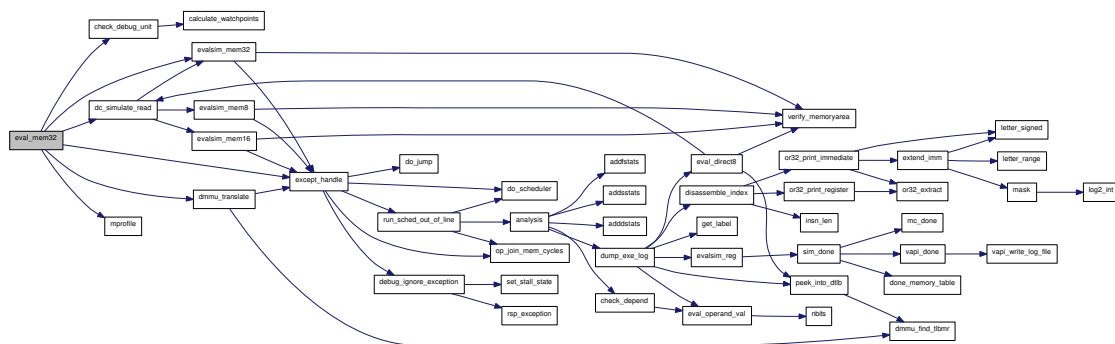 eval_mem32
check_debug_unit
calculate_watchpoints
evalsim_mem32
dc_simulate_read
evalsim_mem8
evalsim_mem16
except_handle
dmmu_translate
mprofile
do_jump
do_scheduler
run_sched_out_of_line
analysis
op_join_mem_cycles
debug_ignore_exception
set_stall_state
rsp_exception
addfstats
addsstats
adddstats
dump_exe_log
check_depend
verify_memoryarea
eval_direct8
disassemble_index
get_label
evalsim_reg
eval_operand_val
nbits
or32_print_immediate
or32_print_register
insn_len
sim_done
peek_into_dtlb
letter_signed
extend_imm
letter_range
or32_extract
mask
log2_int
mc_done
vapi_done
vapi_write_log_file
done_memory_table
dmmu_find_tlbmr